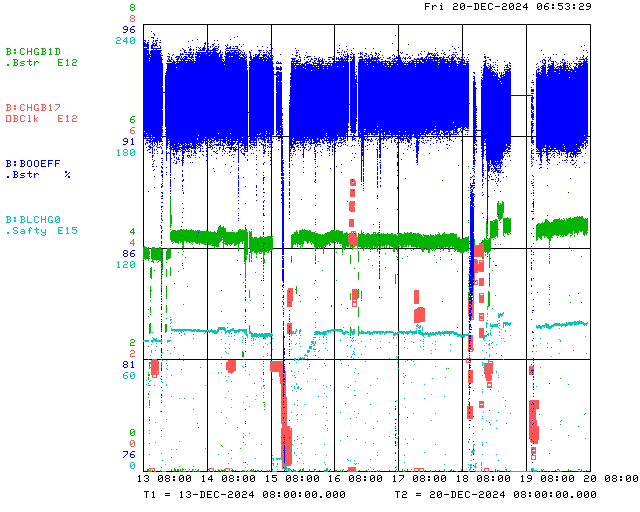 Fri 20-DEC-2024 06:53:29
8
8
96
240
B:CHGB1D
.Bstr E12
B:CHGB17
□BClk E12
6
6
91
180
B:BOOEFF
.Bstr %
B:BLCHG0
.Safty E15
4
4
86
120
2
2
81
60
0
0
76
0
13 08:00 14 08:00 15 08:00 16 08:00 17 08:00 18 08:00 19 08:00 20 08:00
T1 = 13-DEC-2024 08:00:00.000 T2 = 20-DEC-2024 08:00:00.000